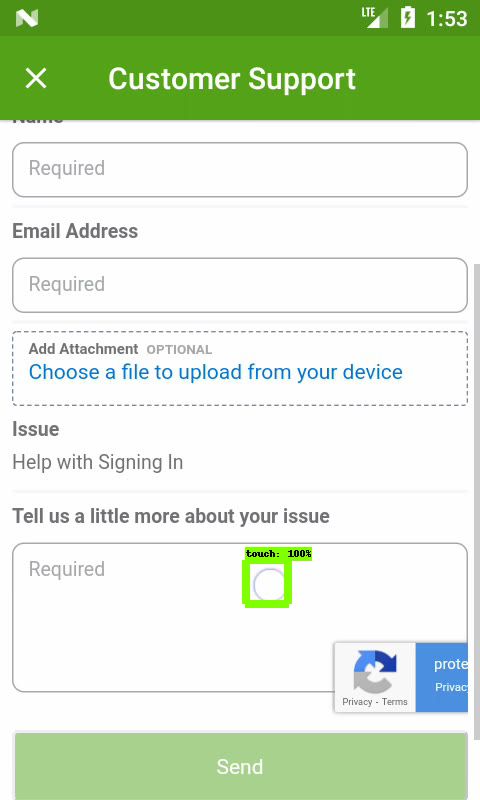 LTE 1:53
Customer Support
Name
Required
Email Address
Required
Add Attachment OPTIONAL
Choose a file to upload from your device
Issue
Help with Signing In
Tell us a little more about your issue
touch: 100%
Required
prote
Privacy - Terms
Privac
Send